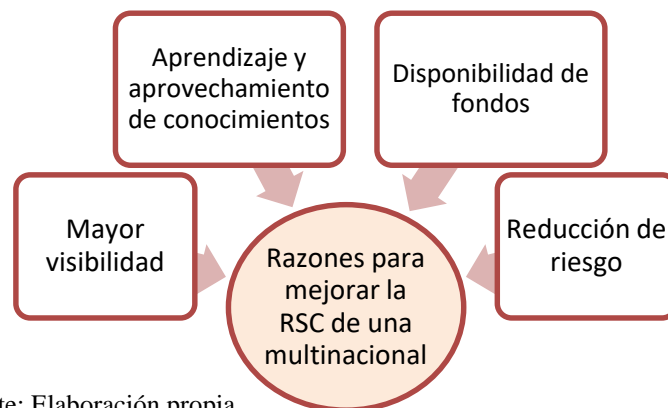 Aprendizaje y
aprovechamiento
de conocimientos
Disponibilidad de
fondos
Mayor
visibilidad
Reducción de
riesgo
Razones para
mejorar la
RSC de una
multinacional
Elaboración propia